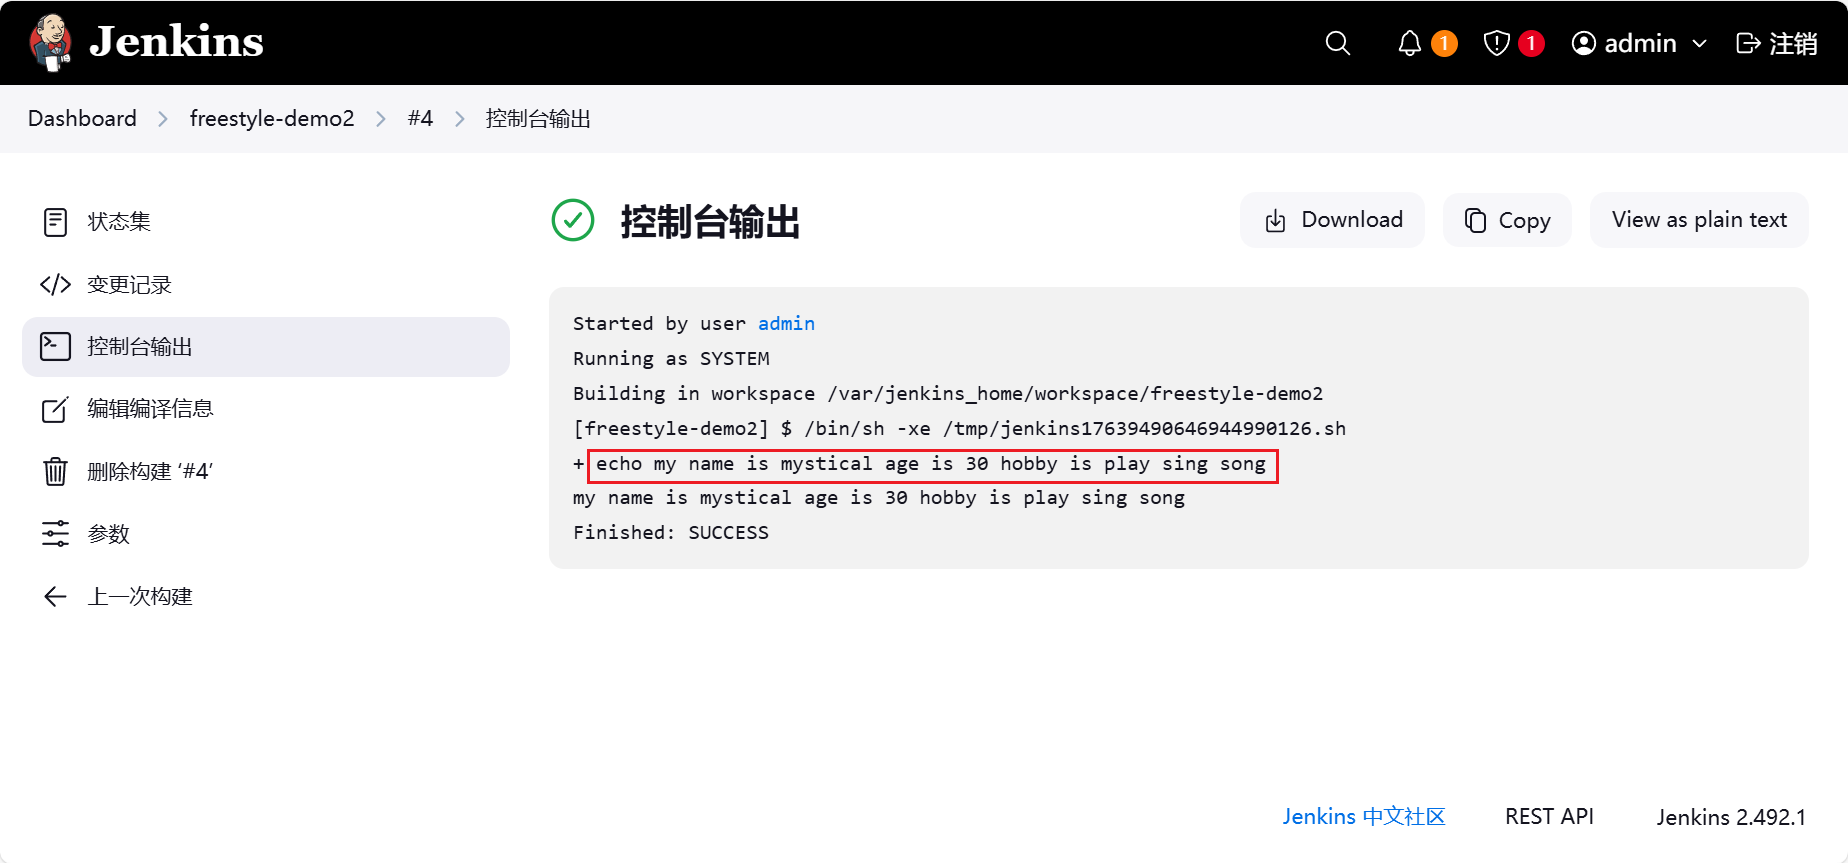 Jenkins
1
1
admin
注销
Dashboard
freestyle-demo2
#4
控制台输出
状态集
变更记录
控制台输出
编辑编译信息
删除构建 ‘#4’
参数
上一次构建
控制台输出
Download
Copy
View as plain text
Started by user admin
Running as SYSTEM
Building in workspace /var/jenkins_home/workspace/freestyle-demo2
[freestyle-demo2] $ /bin/sh -xe /tmp/jenkins17639490646944990126.sh
+ echo my name is mystical age is 30 hobby is play sing song
my name is mystical age is 30 hobby is play sing song
Finished: SUCCESS
Jenkins 中文社区
REST API
Jenkins 2.492.1